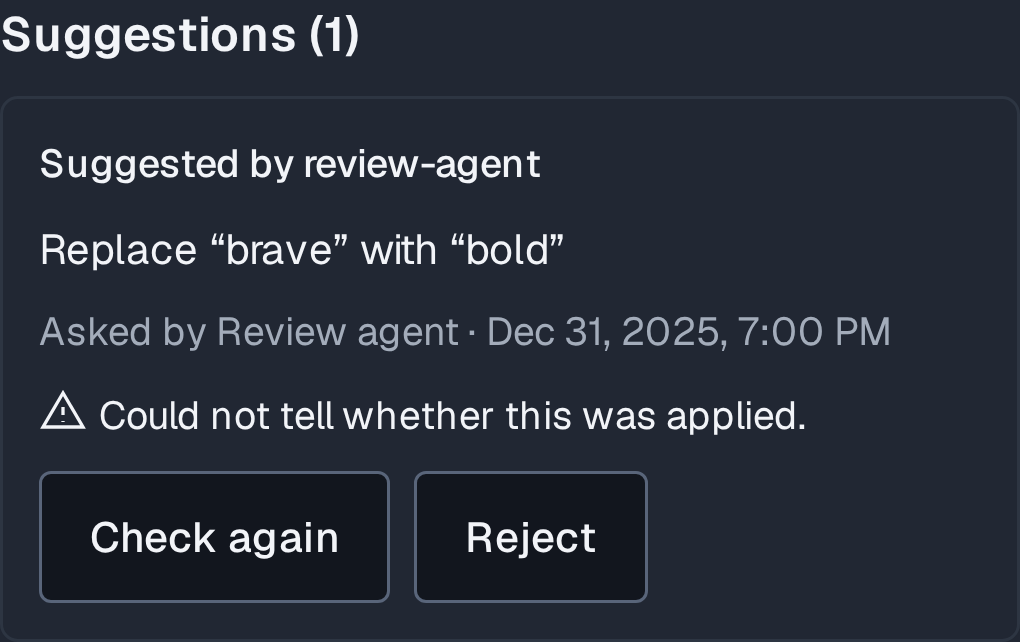 Suggestions (1)
Suggested by review-agent
Replace “brave” with “bold”
Asked by Review agent · Dec 31, 2025, 7:00 PM
Could not tell whether this was applied.
Check again
Reject